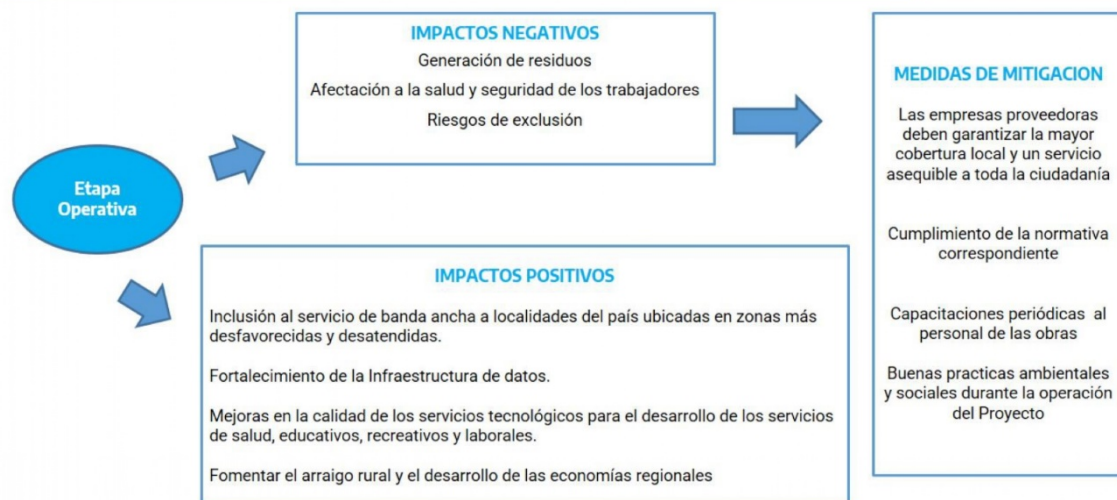 Etapa
Operativa
IMPACTOS NEGATIVOS
Generación de residuos
Afectación a la salud y seguridad de los trabajadores
Riesgos de exclusión
IMPACTOS POSITIVOS
Inclusión al servicio de banda ancha a localidades del país ubicadas en zonas más
desfavorecidas y desatendidas.
Fortalecimiento de la Infraestructura de datos.
Mejoras en la calidad de los servicios tecnológicos para el desarrollo de los servicios
de salud, educativos, recreativos y laborales.
Fomentar el arraigo rural y el desarrollo de las economías regionales
MEDIDAS DE MITIGACION
Las empresas proveedoras
deben garantizar la mayor
cobertura local y un servicio
asequible a toda la ciudadanía
Cumplimiento de la normativa
correspondiente
Capacitaciones periódicas al
personal de las obras
Buenas practicas ambientales
y sociales durante la operación
del Proyecto